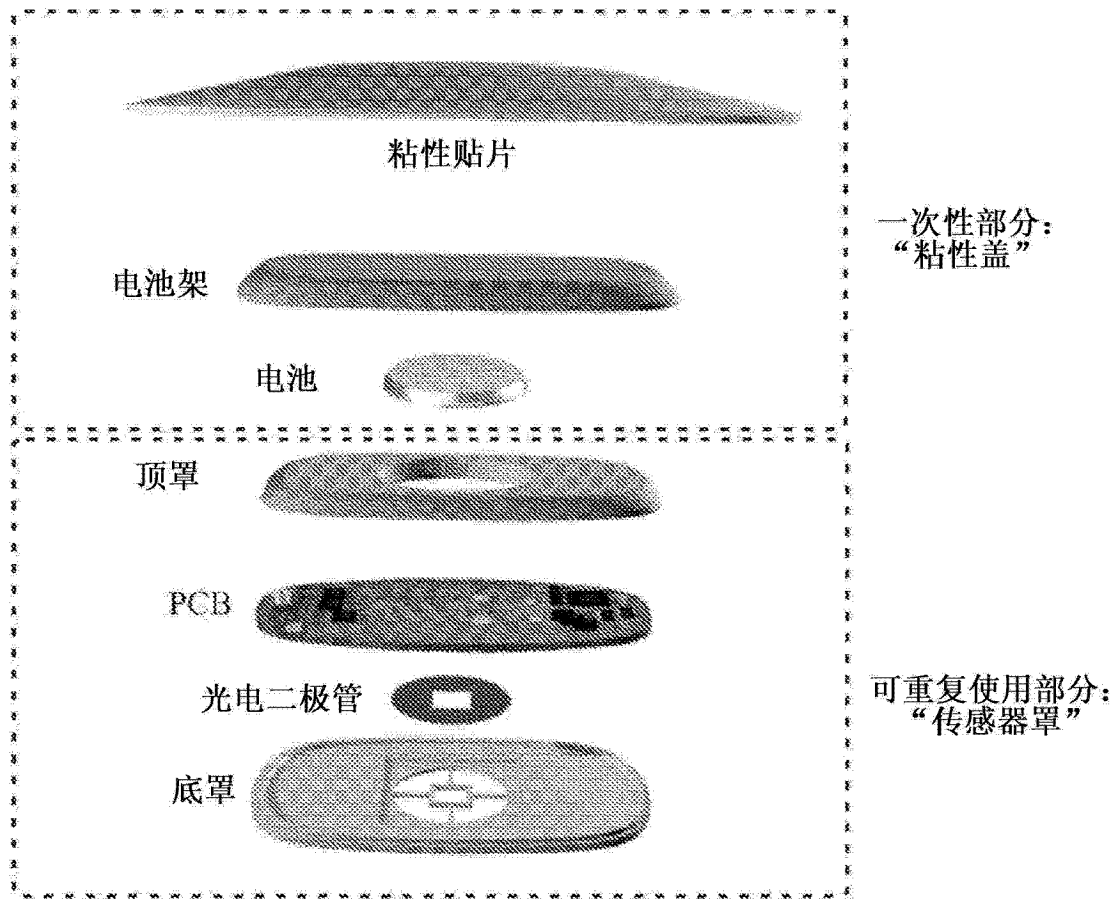 粘性贴片
一次性部分：
“粘性盖”
电池架
电池
顶罩
PCB
光电二极管
可重复使用部分：
“传感器罩”
底罩